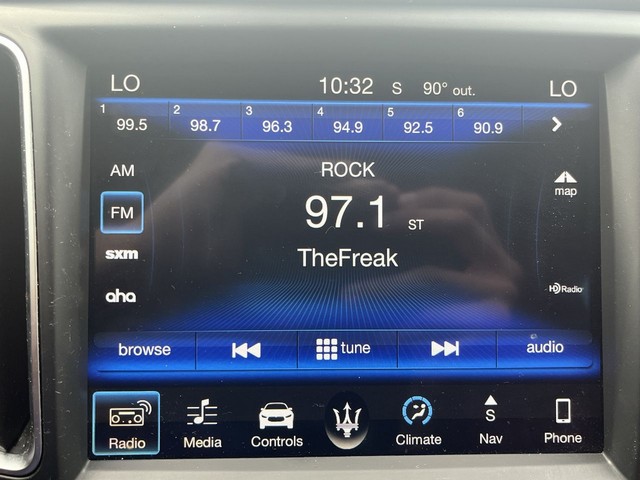 LO 10:32 S 90° out. LO
1 99.5 2 98.7 3 96.3 4 94.9 5 92.5 6 90.9
AM ROCK
map
FM 97.1 ST
sxm TheFreak
aha HD Radio
browse tune audio
Radio Media Controls Climate S Nav Phone